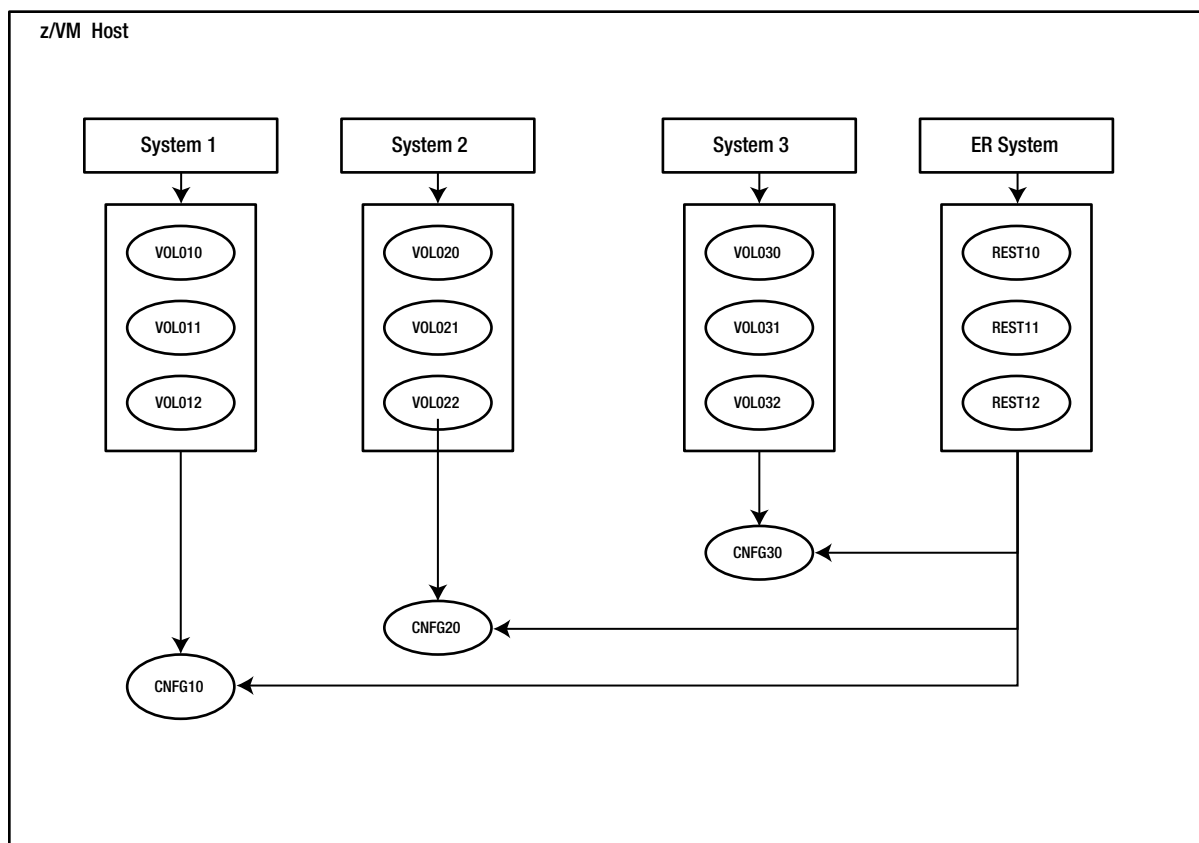 z/VM Host
System 1
System 2
System 3
ER System
VOL010
VOL020
VOL030
REST10
VOL011
VOL021
VOL031
REST11
VOL012
VOL022
VOL032
REST12
CNFG30
CNFG20
CNFG10